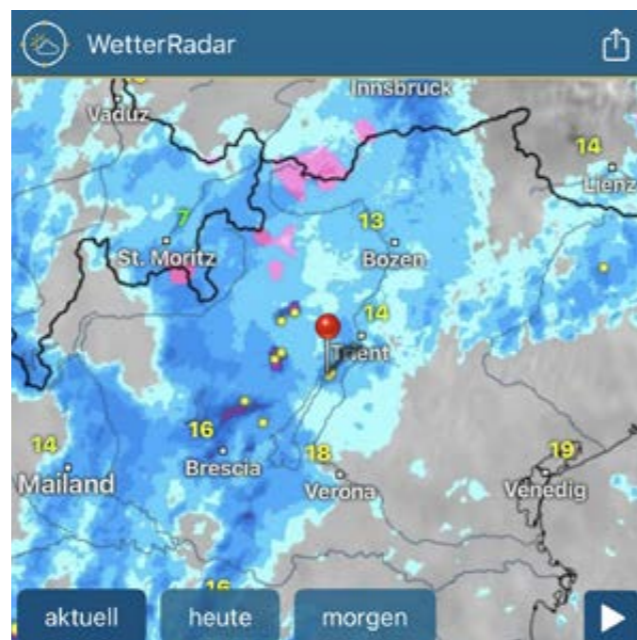 WetterRadar
Innsbruck
Vaduz
14
Lienz
7
13
St. Moritz
Bozen
14
Trient
16
14
18
19
Brescia
Mailand
Verona
Venedig
16
aktuell
heute
morgen